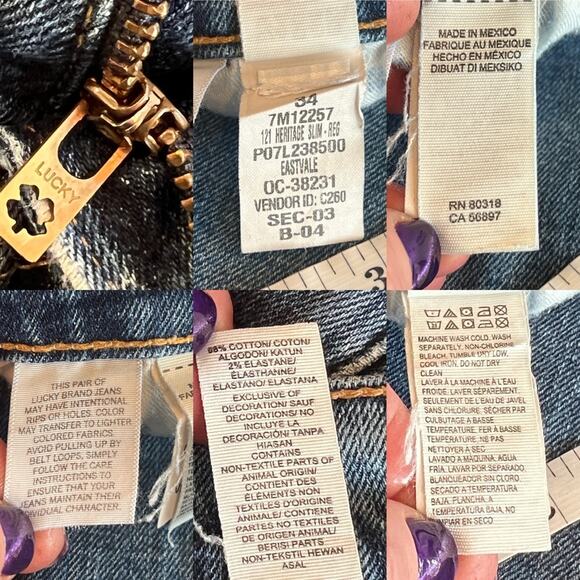 LUCKY
34
7M12257
121 HERITAGE SLIM - REG
P07L238500
EASTVALE
OC-38231
VENDOR ID: C260
SEC-03
B-04
MADE IN MEXICO
FABRIQUE AU MEXIQUE
HECHO EN MÉXICO
DIBUAT DI MEKSIKO
RN 80318
CA 56897
3
THIS PAIR OF
LUCKY BRAND JEANS
MAY HAVE INTENTIONAL
RIPS OR HOLES. COLOR
MAY TRANSFER TO LIGHTER
COLORED FABRICS.
AVOID PULLING UP BY
BELT LOOPS, SIMPLY
FOLLOW THE CARE
INSTRUCTIONS TO
ENSURE THAT YOUR
JEANS MAINTAIN THEIR
INDIVIDUAL CHARACTER.
98% COTTON/ COTON/
ALGODON/ KATUN
2% ELASTANE/
ELASTHANNE/
ELASTANO/ ELASTANA
EXCLUSIVE OF
DECORATION/ SAUF
DÉCORATIONS/ NO
INCLUYE LA
DECORACIÓN/ TANPA
HIASAN
CONTAINS
NON-TEXTILE PARTS OF
ANIMAL ORIGIN/
CONTIENT DES
ÉLÉMENTS NON
TEXTILES D'ORIGINE
ANIMALE/ CONTIENE
PARTES NO TEXTILES
DE ORIGEN ANIMAL/
BERISI PARTS
NON-TEKSTIL HEWAN
ASAL
MACHINE WASH COLD, WASH
SEPARATELY, NON-CHLORINE
BLEACH, TUMBLE DRY LOW,
COOL IRON, DO NOT DRY
CLEAN
LAVER À LA MACHINE À L'EAU
FROIDE, LAVER SÉPARÉMENT
BLANCHIMENT L'EAU DE JAVEL
SANS CHLORURE, SÉCHER PAR
CULBUTAGE A BASSE
TEMPÉRATURE, FER À BASSE
TEMPÉRATURE, NE PAS
NETTOYER A SEC
LAVADO A MÁQUINA, AGUA
FRÍA, LAVAR POR SEPARADO,
BLANQUEADOR SIN CLORO,
SECADO A TEMPERATURA
BAJA, PLANCHA, A
TEMPERATURA BAJA, NO
LIMPIAR EN SECO